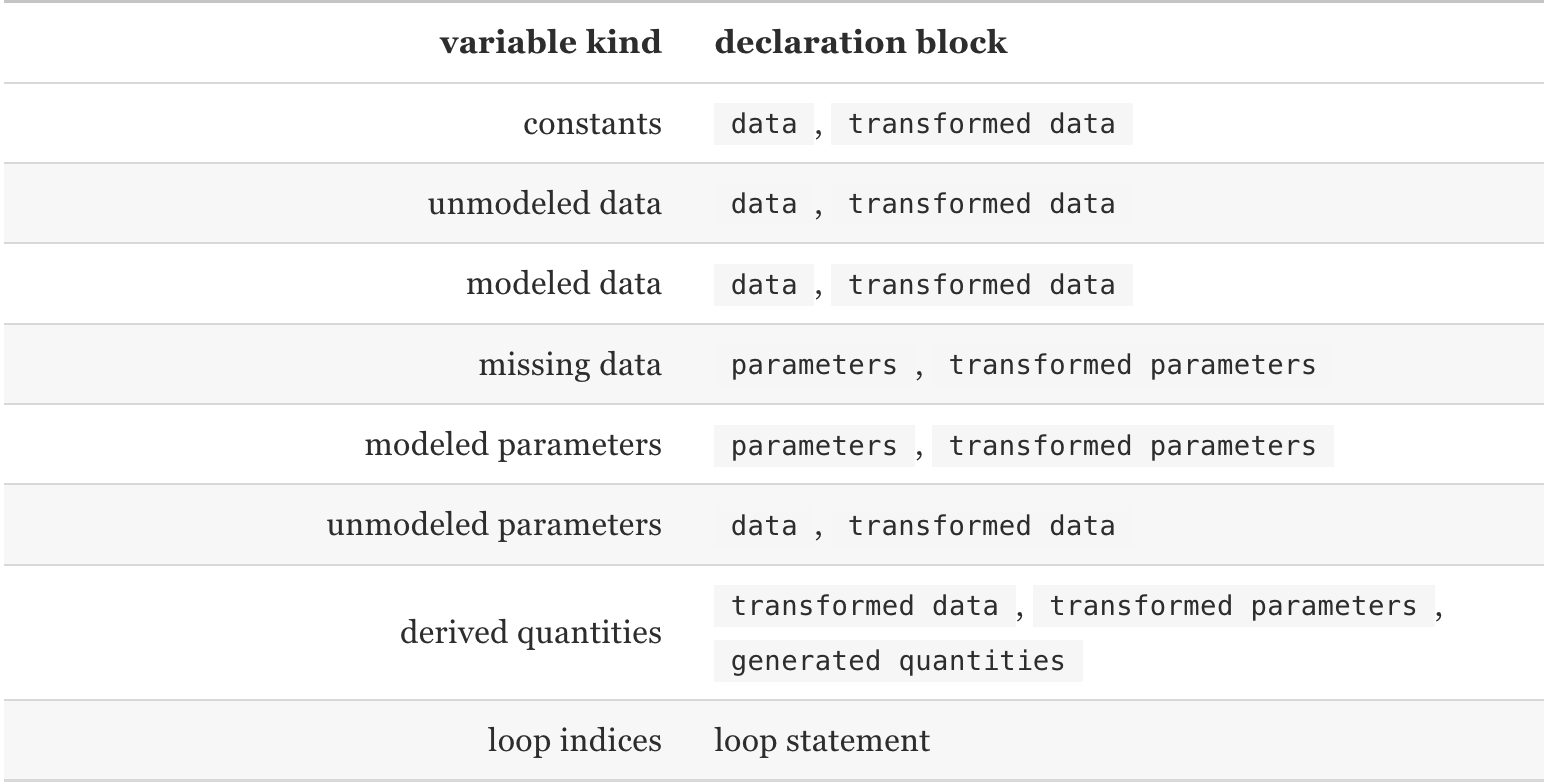 variable kind declaration block
constants data , transformed data
unmodeled data data , transformed data
modeled data data , transformed data
missing data parameters , transformed parameters
modeled parameters parameters , transformed parameters
unmodeled parameters data , transformed data
derived quantities transformed data , transformed parameters ,
generated quantities
loop indices loop statement